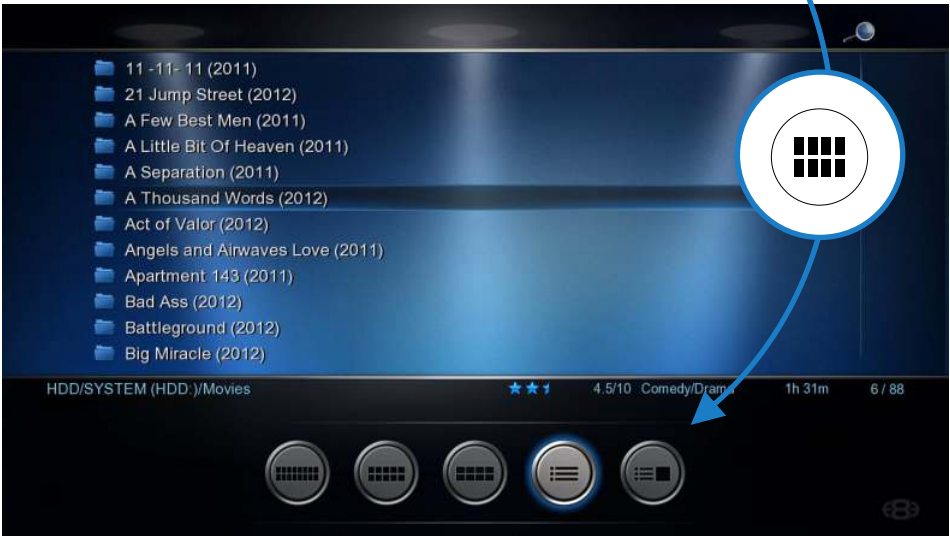 11 -11- 11 (2011)
21 Jump Street (2012)
A Few Best Men (2011)
A Little Bit Of Heaven (2011)
A Separation (2011)
A Thousand Words (2012)
Act of Valor (2012)
Angels and Airwaves Love (2011)
Apartment 143 (2011)
Bad Ass (2012)
Battleground (2012)
Big Miracle (2012)
HDD/SYSTEM (HDD:)/Movies 4.5/10 Comedy/Drama 1h 31m 6 / 88